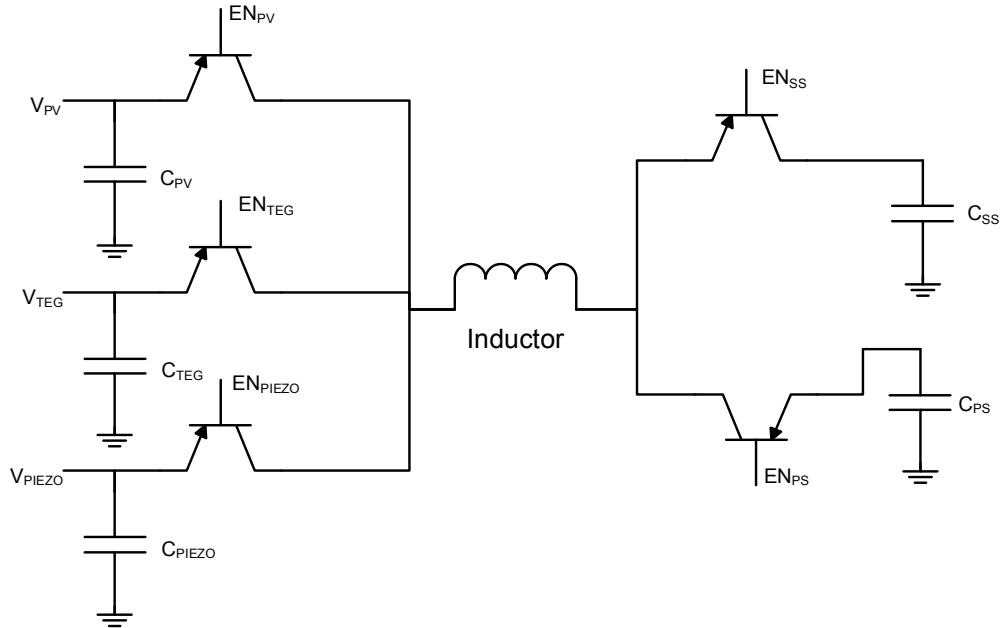 EN_PV
V_PV
C_PV
EN_TEG
V_TEG
C_TEG
EN_PIEZO
V_PIEZO
C_PIEZO
Inductor
EN_SS
C_SS
C_PS
EN_PS